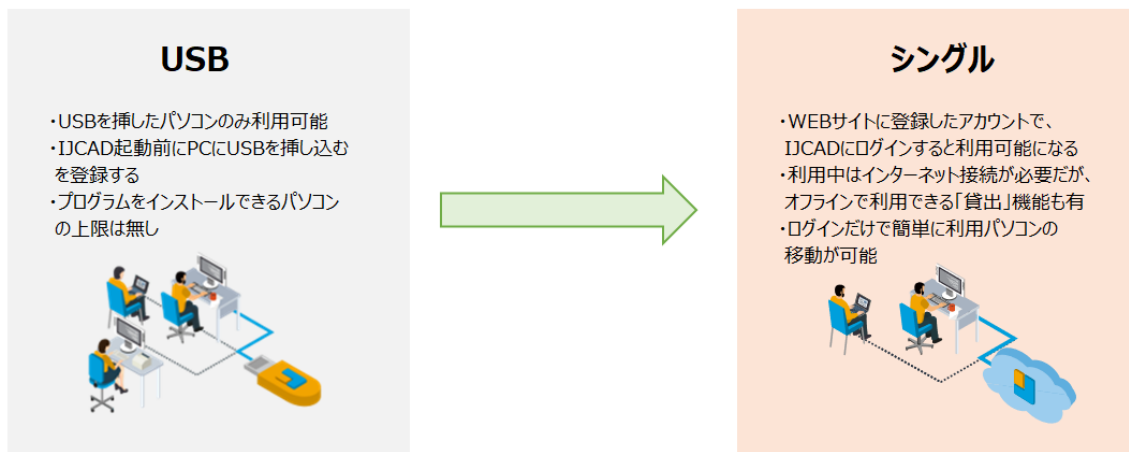 USB
・USBを挿したパソコンのみ利用可能
・IJCAD起動前にPCにUSBを挿し込む
を登録する
・プログラムをインストールできるパソコン
の上限は無し
シングル
・WEBサイトに登録したアカウントで、
IJCADにログインすると利用可能になる
・利用中はインターネット接続が必要だが、
オフラインで利用できる「貸出」機能も有
・ログインだけで簡単に利用パソコンの
移動が可能